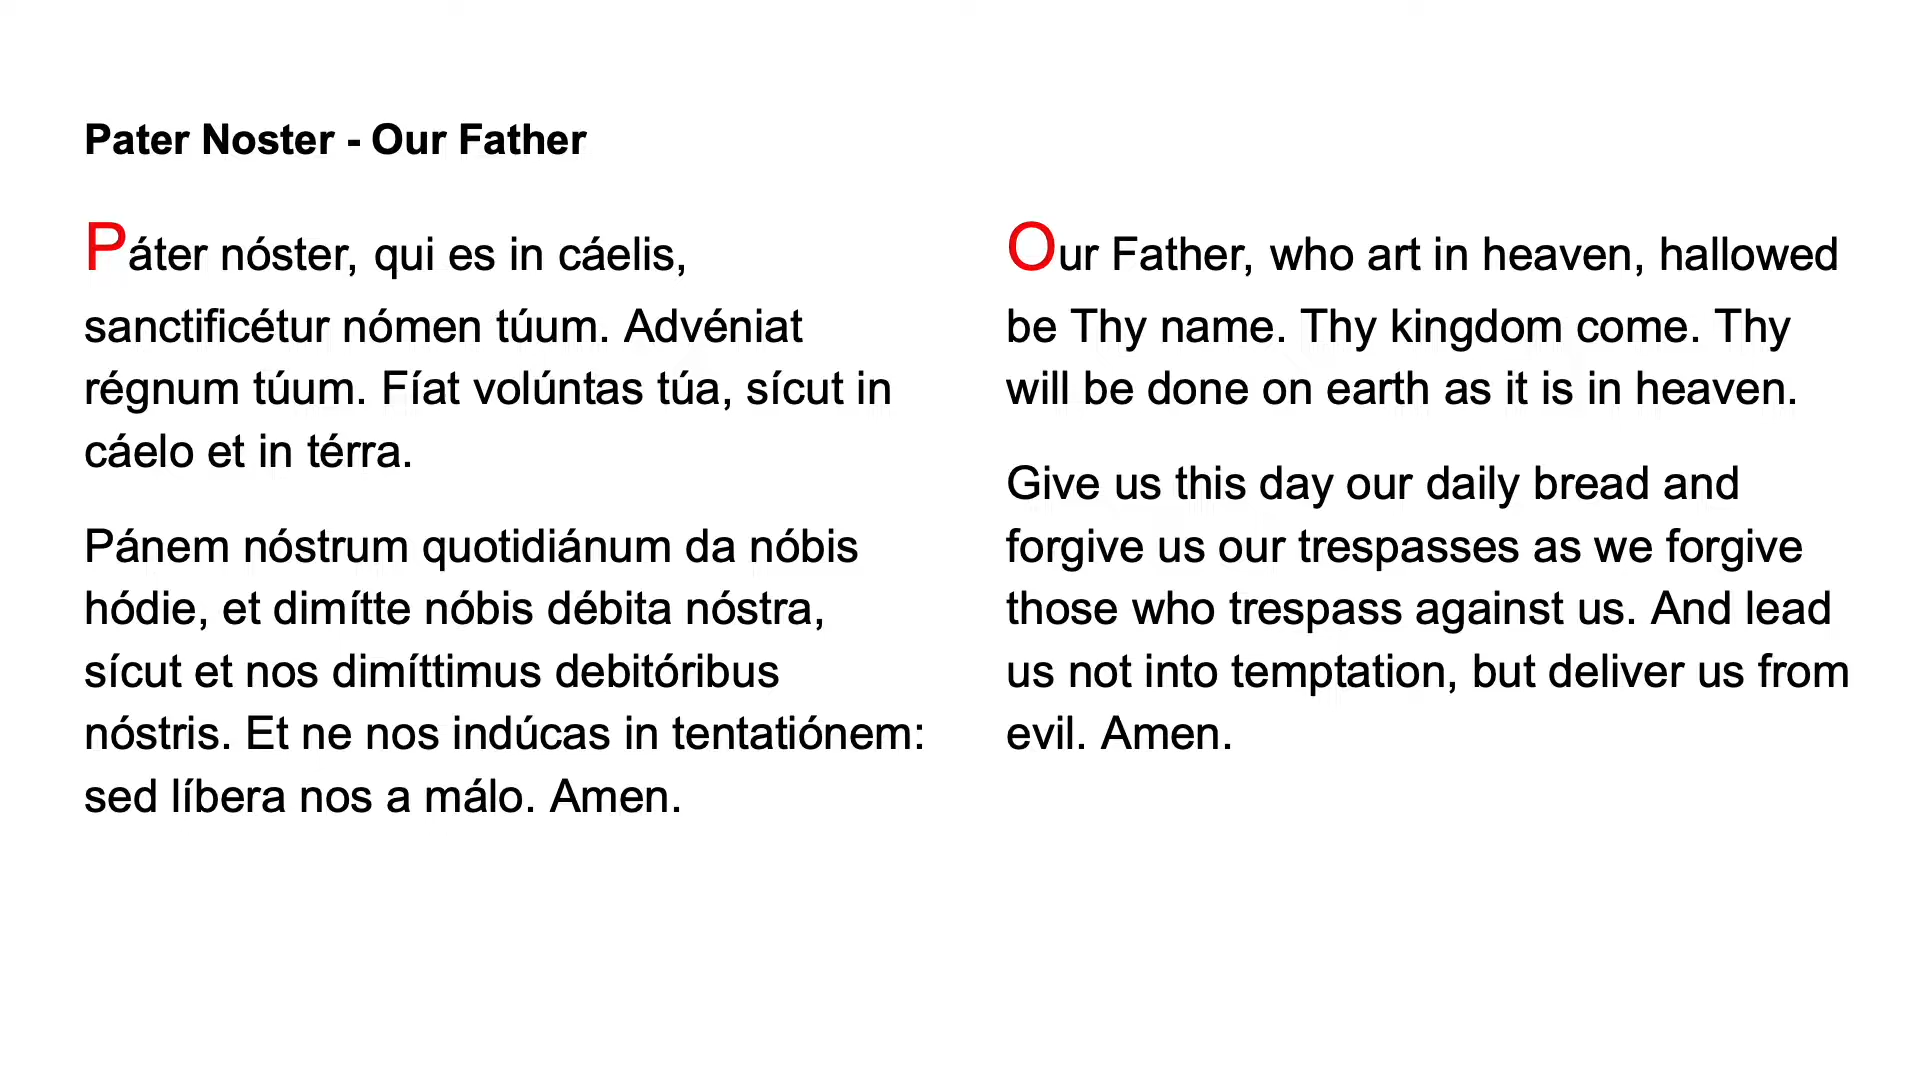 Pater Noster - Our Father
Páter nóster, qui es in cáelis,
sanctificétur nómen túum. Advéniat
régnum túum. Fíat volúntas túa, sícut in
cáelo et in térra.
Pánem nóstrum quotidiánum da nóbis
hódie, et dimítte nóbis débita nóstra,
sícut et nos dimíttimus debitóribus
nóstris. Et ne nos indúcas in tentatiónem:
sed líbera nos a málo. Amen.
Our Father, who art in heaven, hallowed
be Thy name. Thy kingdom come. Thy
will be done on earth as it is in heaven.
Give us this day our daily bread and
forgive us our trespasses as we forgive
those who trespass against us. And lead
us not into temptation, but deliver us from
evil. Amen.